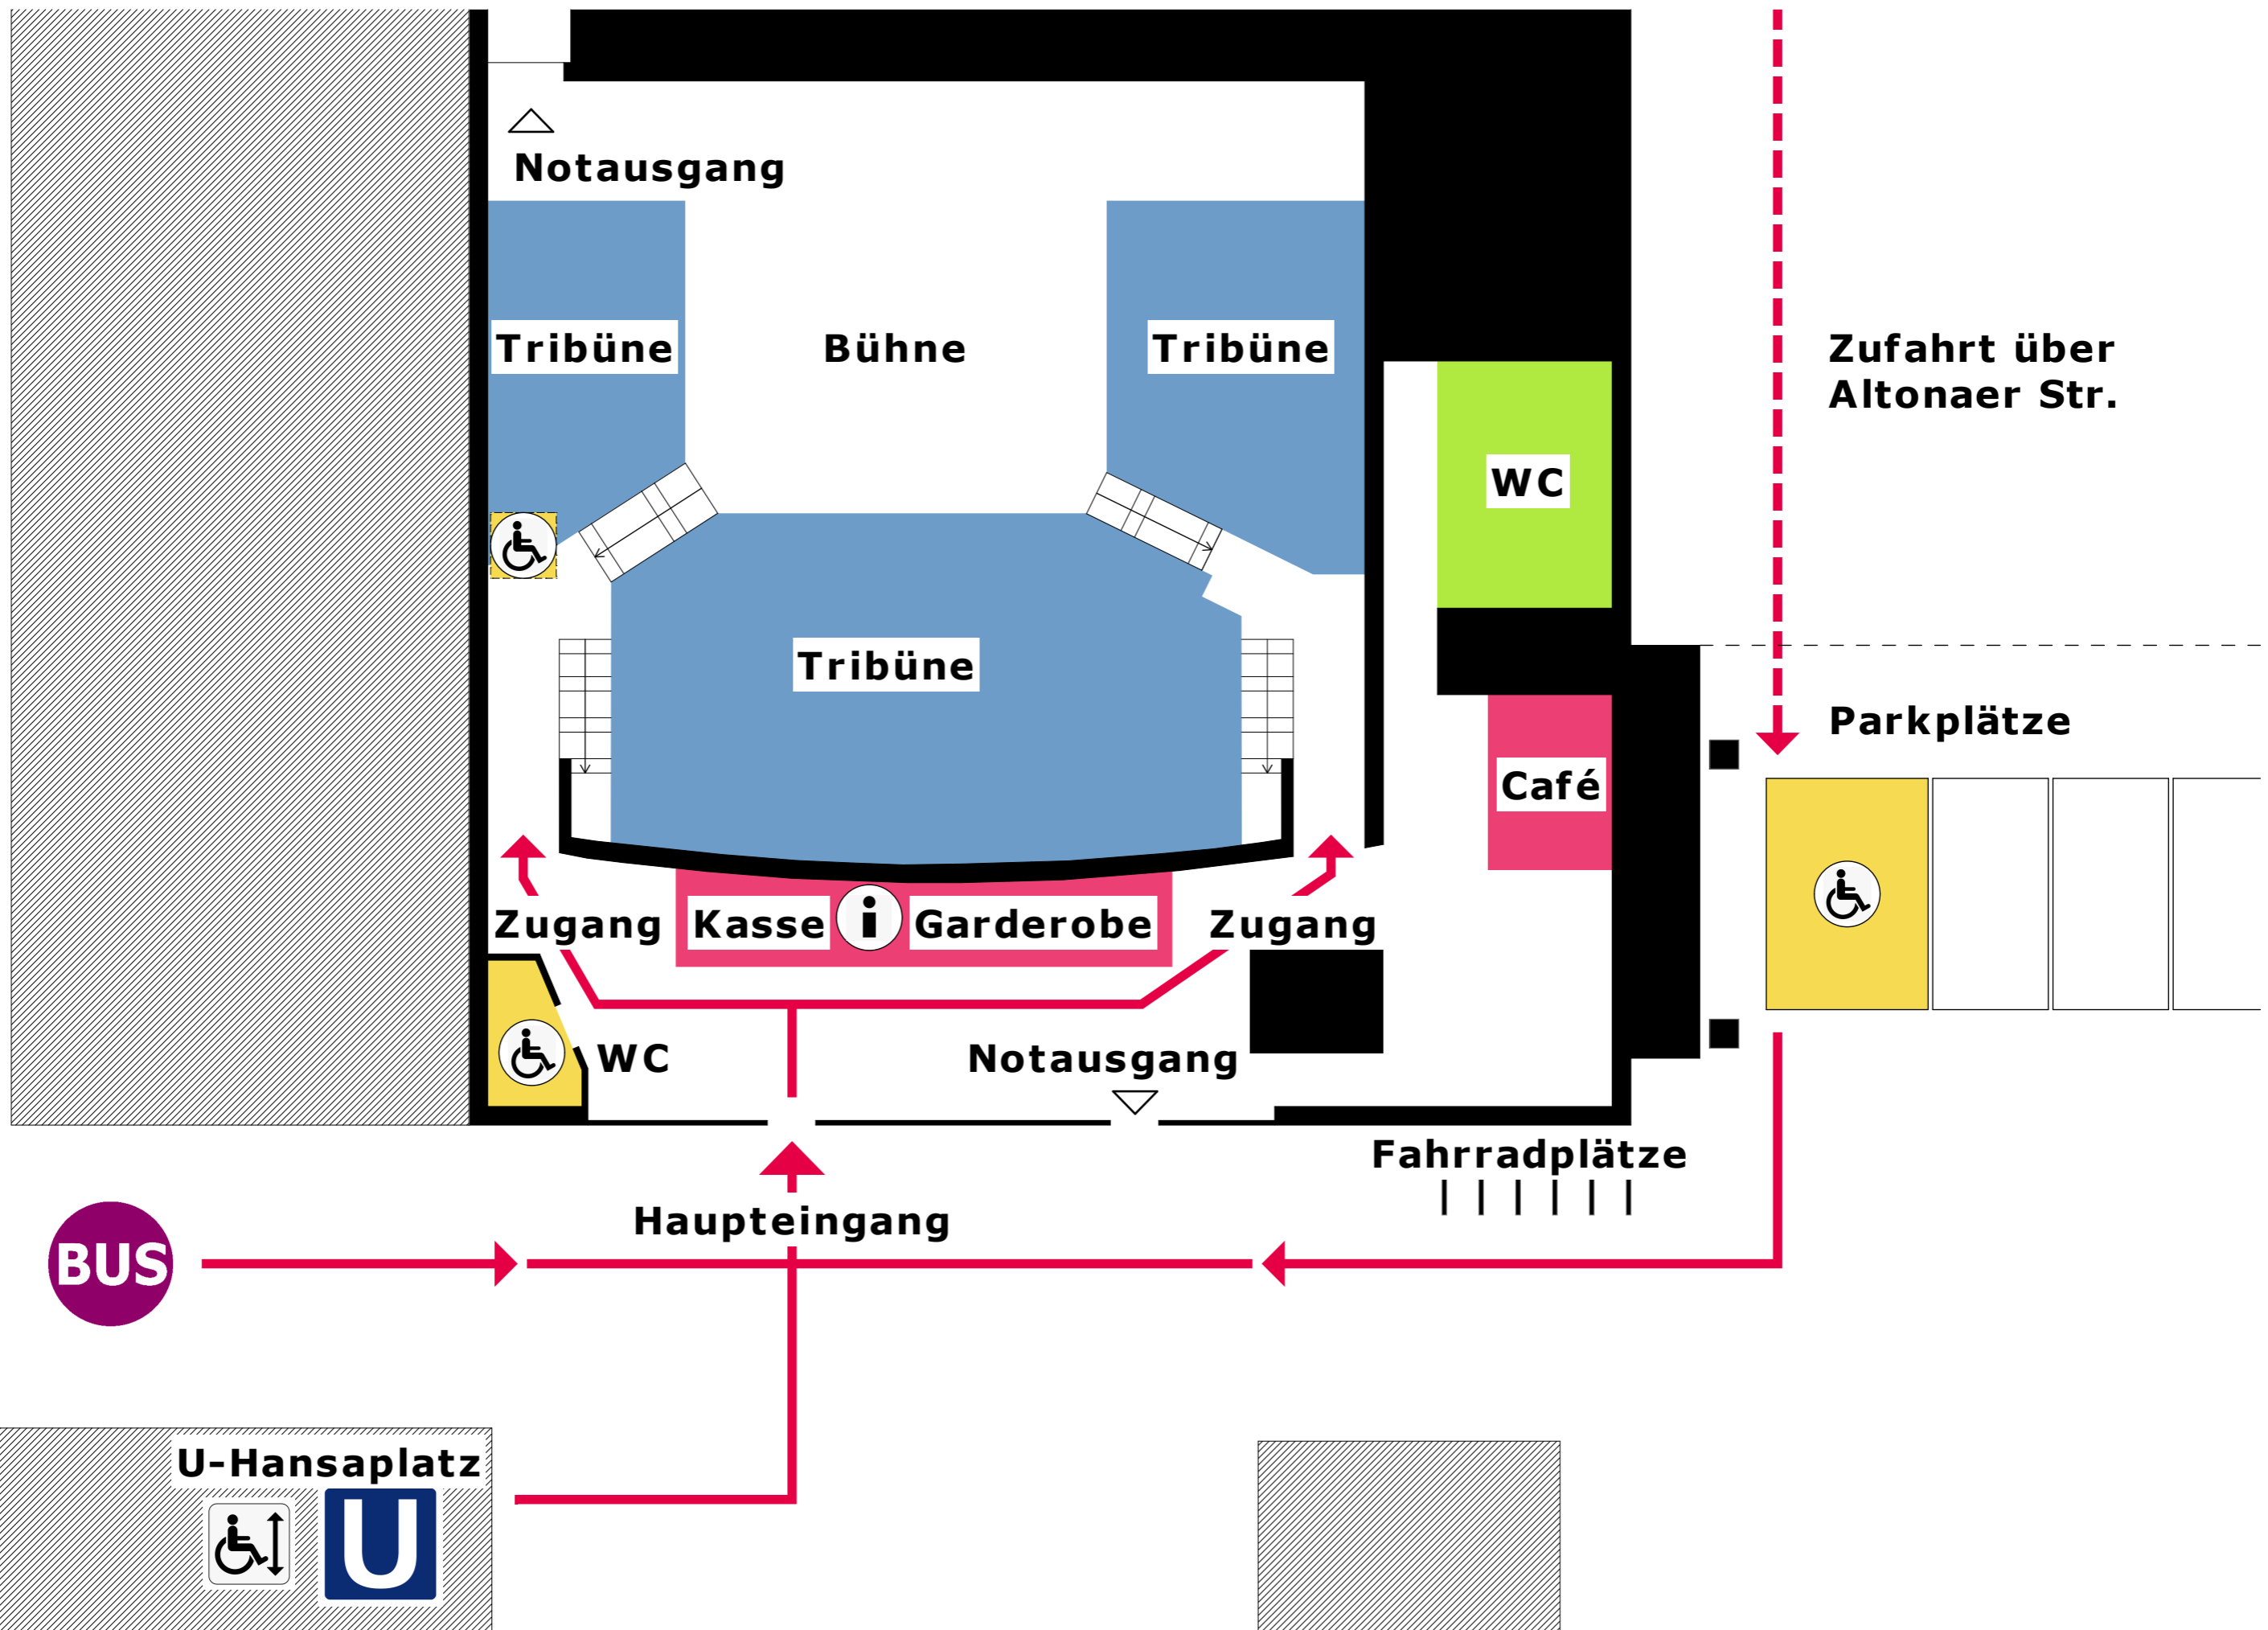 Notausgang
Tribüne
Bühne
Tribüne
Zufahrt über
Altonaer Str.
WC
Tribüne
Parkplätze
Café
Zugang
Kasse
i
Garderobe
Zugang
WC
Notausgang
Fahrradplätze
Haupteingang
BUS
U-Hansaplatz
U